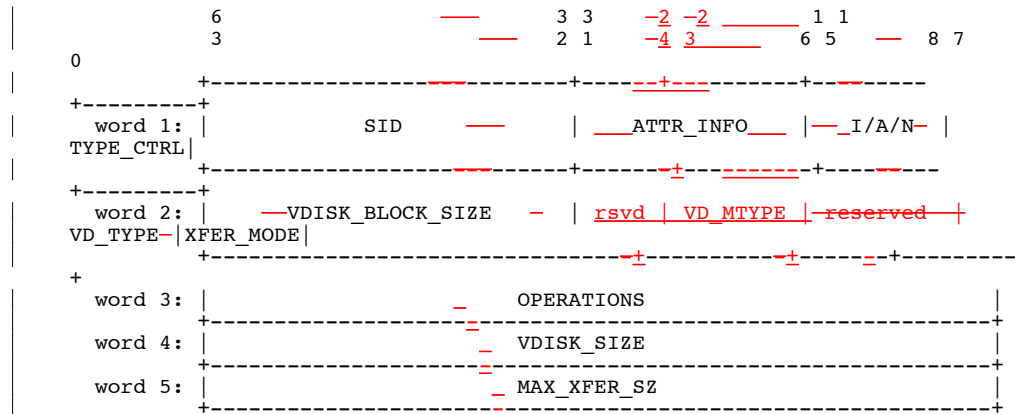 6 3 3 -2 -2 1 1
3 2 1 -4 3 6 5 8 7
0
+-----------------------------+-----+-----------+---------
+---------+
word 1: | SID | ATTR_INFO | I/A/N |
TYPE_CTRL|
+-----------------------------+-------+----------+---------
+---------+
word 2: | VDISK_BLOCK_SIZE | rsvd | VD_MTYPE | reserved |
VD_TYPE |XFER_MODE|
+----------------------------------+-----------+-------+---------
+
word 3: | OPERATIONS |
+---------------------------------------------------------------+
word 4: | VDISK_SIZE |
+---------------------------------------------------------------+
word 5: | MAX_XFER_SZ |
+---------------------------------------------------------------+